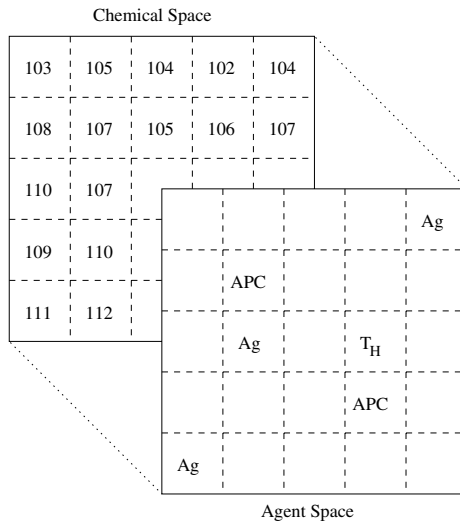 Chemical Space
103 105 104 102 104
108 107 105 106 107
110 107
109 110
111 112
Ag
APC
Ag T_H
APC
Ag
Agent Space